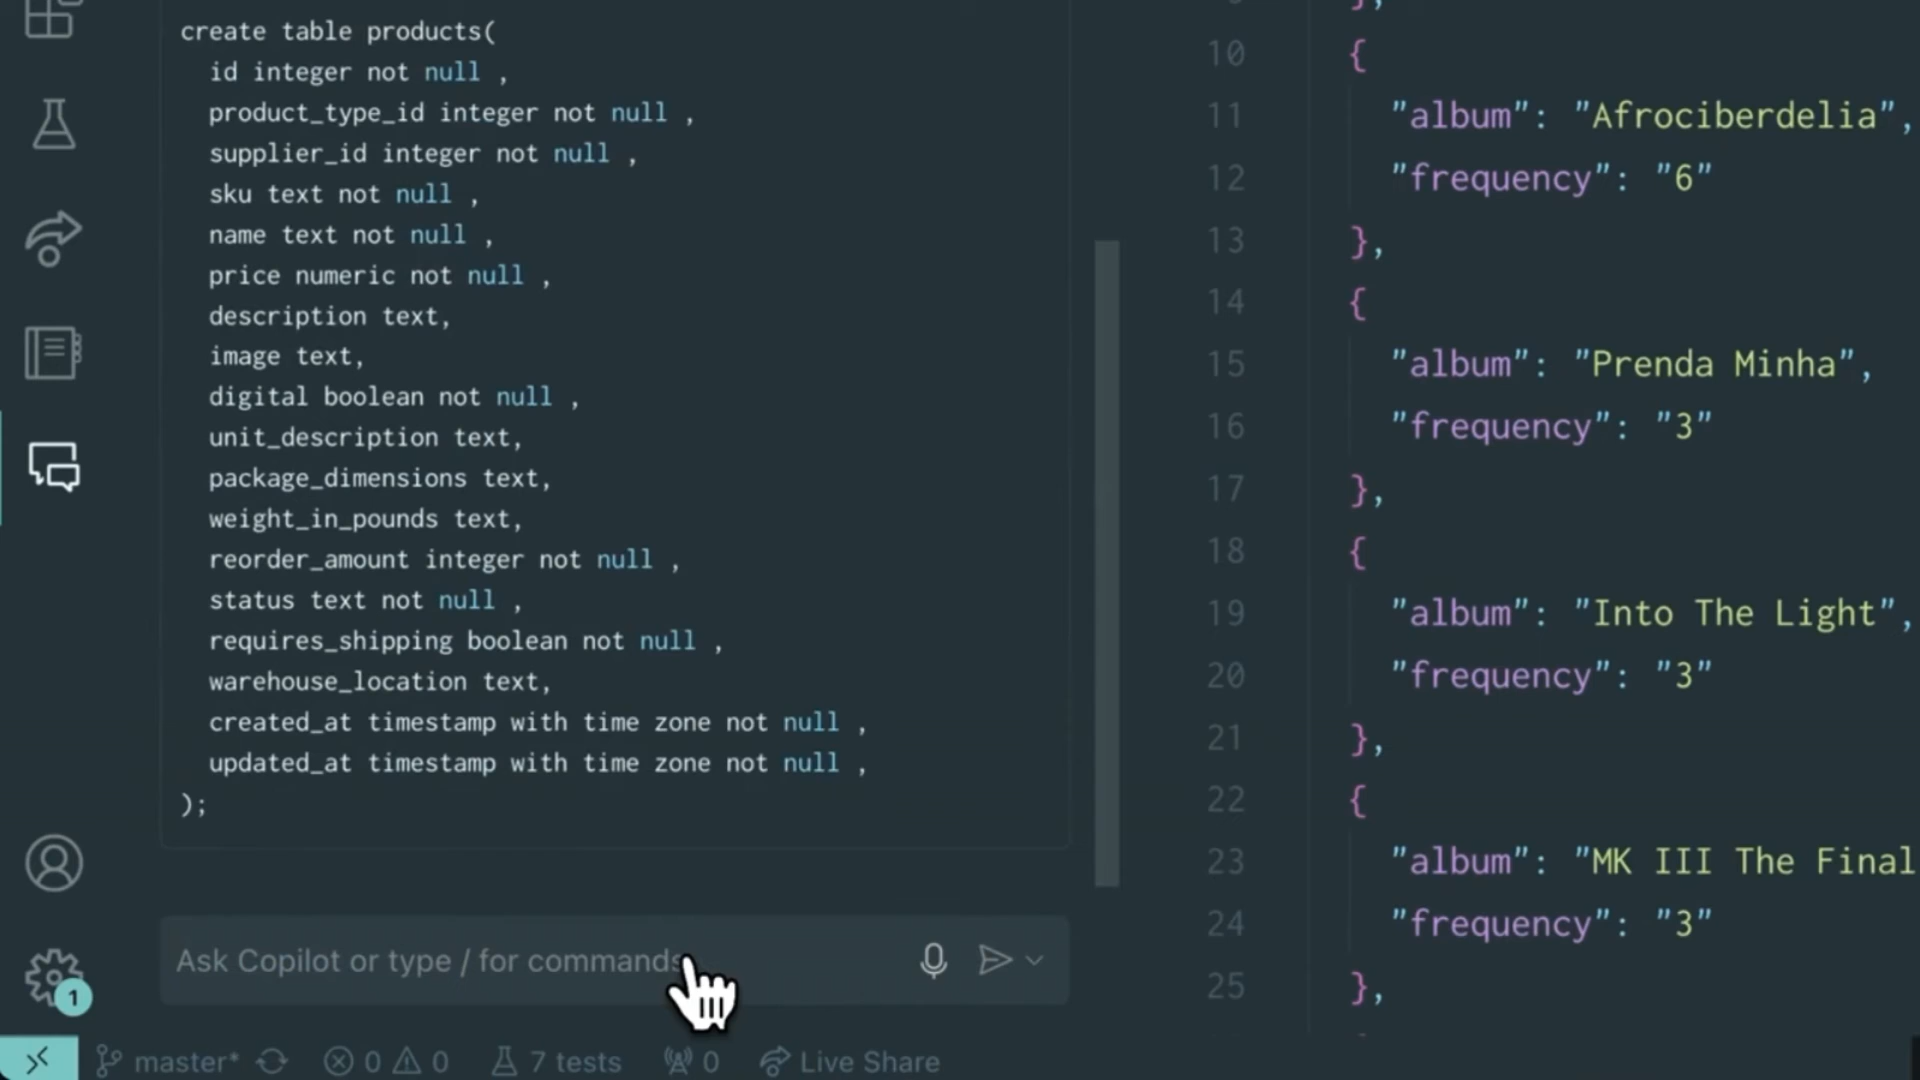 create table products(
id integer not null ,
product_type_id integer not null ,
supplier_id integer not null ,
sku text not null ,
name text not null ,
price numeric not null ,
description text,
image text,
digital boolean not null ,
unit_description text,
package_dimensions text,
weight_in_pounds text,
reorder_amount integer not null ,
status text not null ,
requires_shipping boolean not null ,
warehouse_location text,
created_at timestamp with time zone not null ,
updated_at timestamp with time zone not null ,
);
Ask Copilot or type / for commands
1
master*
0
0
7 tests
0
Live Share
},
10 {
11 "album": "Afrociberdelia",
12 "frequency": "6"
13 },
14 {
15 "album": "Prenda Minha",
16 "frequency": "3"
17 },
18 {
19 "album": "Into The Light",
20 "frequency": "3"
21 },
22 {
23 "album": "MK III The Final
24 "frequency": "3"
25 },